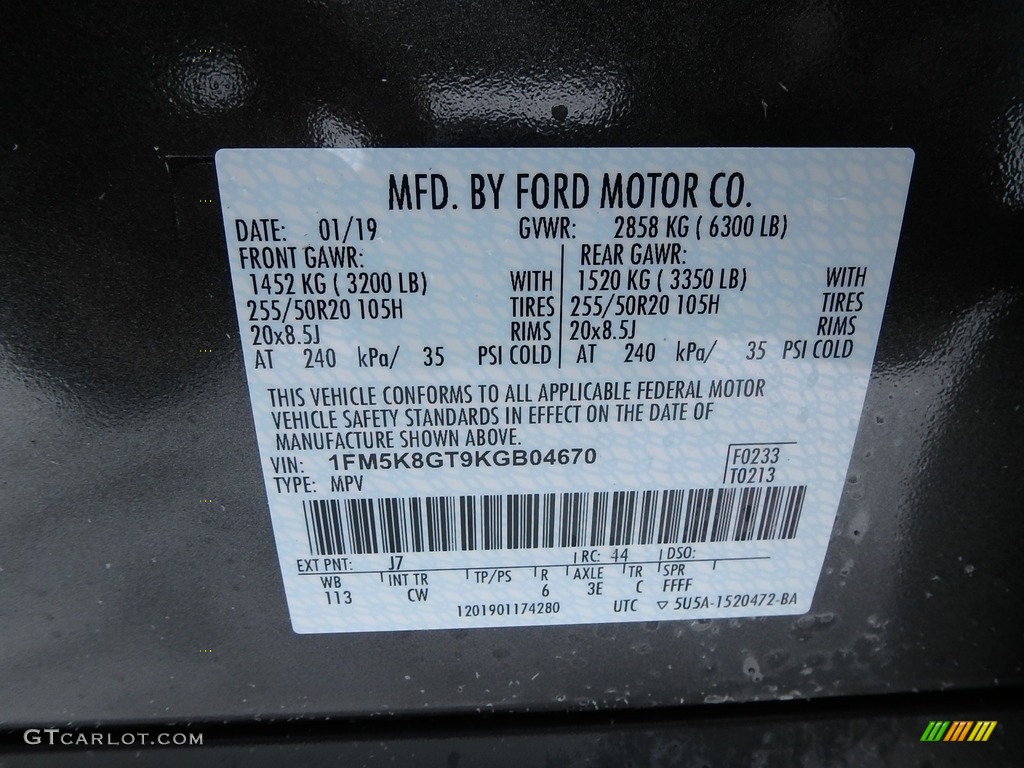 MFD. BY FORD MOTOR CO.
DATE: 01/19 GVWR: 2858 KG ( 6300 LB)
FRONT GAWR: REAR GAWR:
1452 KG ( 3200 LB) WITH 1520 KG ( 3350 LB) WITH
255/50R20 105H TIRES 255/50R20 105H TIRES
20x8.5J RIMS 20x8.5J RIMS
AT 240 kPa/ 35 PSI COLD AT 240 kPa/ 35 PSI COLD
THIS VEHICLE CONFORMS TO ALL APPLICABLE FEDERAL MOTOR
VEHICLE SAFETY STANDARDS IN EFFECT ON THE DATE OF
MANUFACTURE SHOWN ABOVE.
VIN: 1FM5K8GT9KGB04670 F0233
TYPE: MPV T0213
EXT PNT: J7 RC: 44 DSO:
WB INT TR TP/PS R AXLE TR SPR
113 CW 6 3E C FFFF
1201901174280 UTC ▽ 5U5A-1520472-BA
GTCARLOT.COM